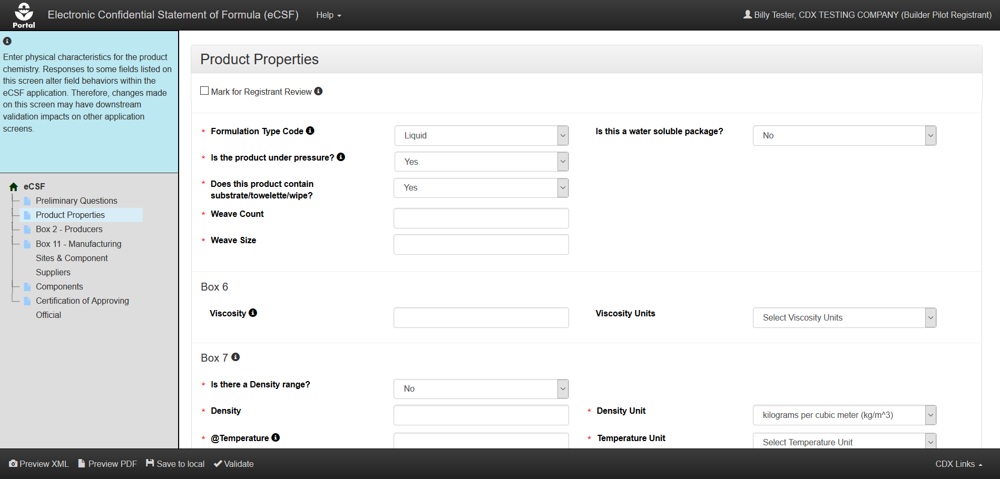 Portal
Electronic Confidential Statement of Formula (eCSF)
Help
Billy Tester, CDX TESTING COMPANY (Builder Pilot Registrant)
Enter physical characteristics for the product
chemistry. Responses to some fields listed on
this screen alter field behaviors within the
eCSF application. Therefore, changes made
on this screen may have downstream
validation impacts on other application
screens.
eCSF
Preliminary Questions
Product Properties
Box 2 - Producers
Box 11 - Manufacturing
Sites & Component
Suppliers
Components
Certification of Approving
Official
Product Properties
Mark for Registrant Review
* Formulation Type Code
Liquid
Is this a water soluble package?
No
* Is the product under pressure?
Yes
* Does this product contain
substrate/towelette/wipe?
Yes
* Weave Count
* Weave Size
Box 6
Viscosity
Viscosity Units
Select Viscosity Units
Box 7
* Is there a Density range?
No
* Density
* Density Unit
kilograms per cubic meter (kg/m^3)
* @Temperature
* Temperature Unit
Select Temperature Unit
Preview XML
Preview PDF
Save to local
Validate
CDX Links